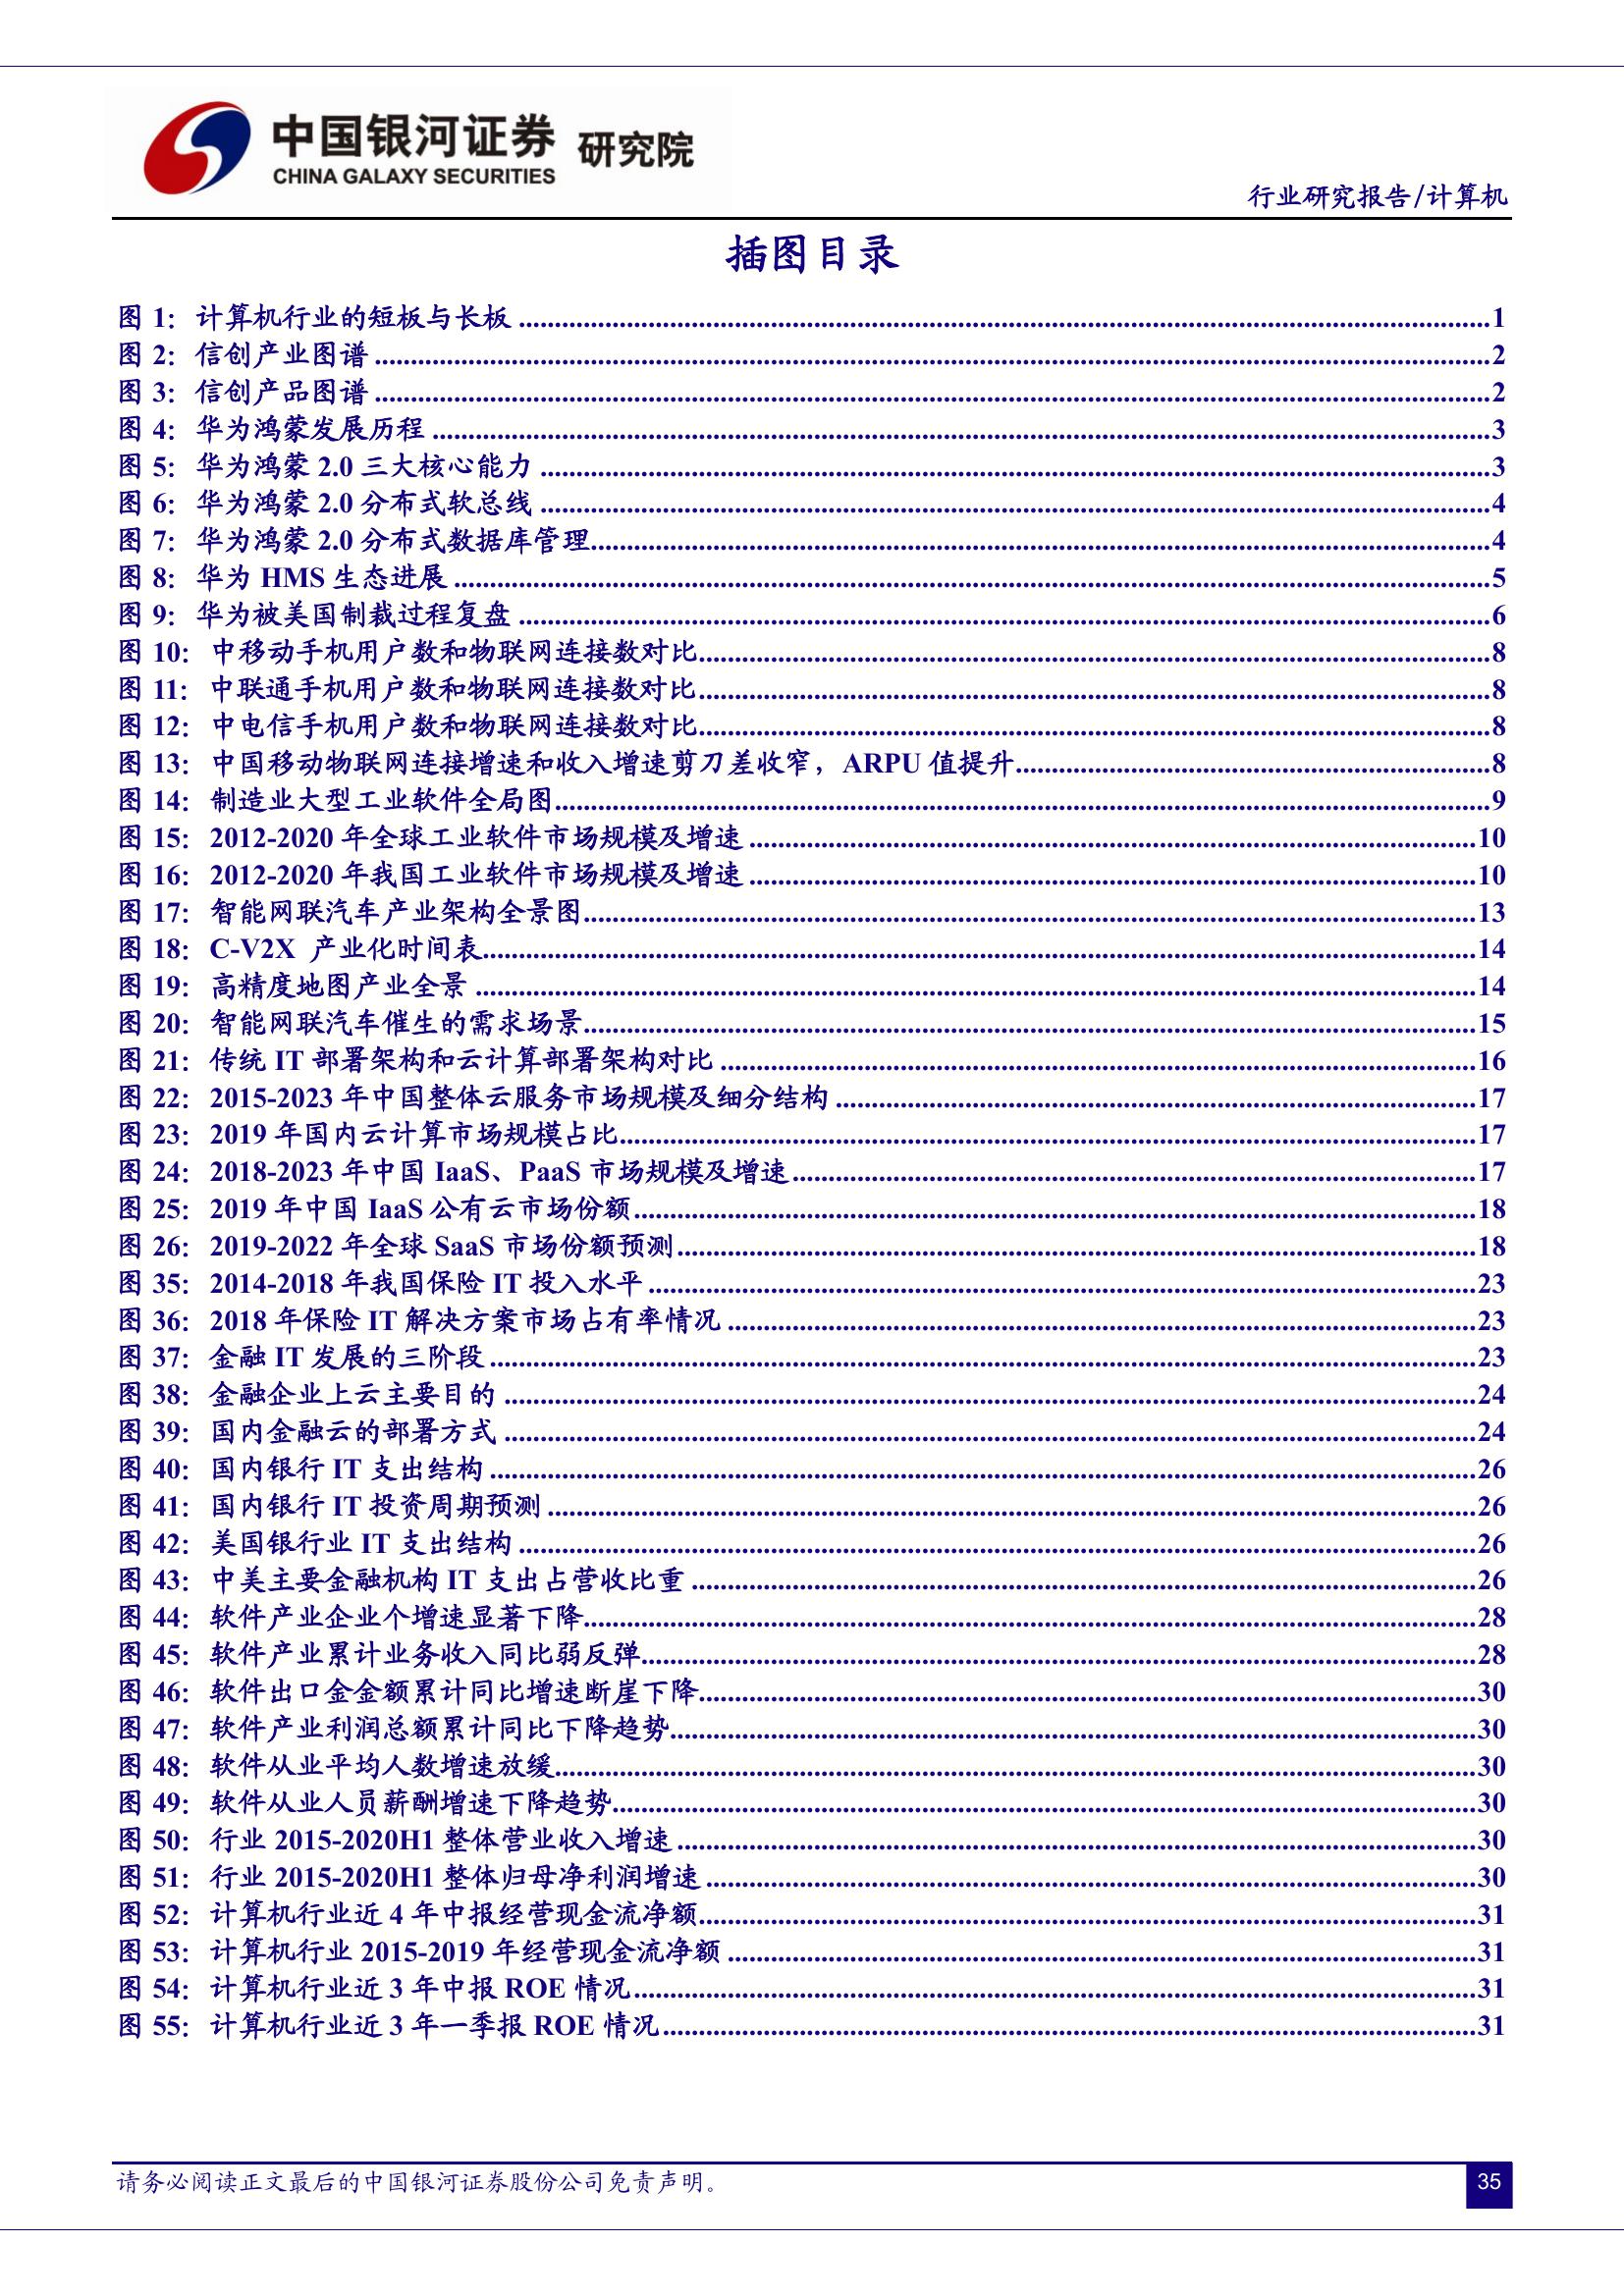 中国银河证券 研究院
CHINA GALAXY SECURITIES
行业研究报告/计算机
插图目录
图 1：计算机行业的短板与长板 ........ 1
图 2：信创产业图谱 ........ 2
图 3：信创产品图谱 ........ 2
图 4：华为鸿蒙发展历程 ........ 3
图 5：华为鸿蒙 2.0 三大核心能力 ........ 3
图 6：华为鸿蒙 2.0 分布式软总线 ........ 4
图 7：华为鸿蒙 2.0 分布式数据库管理 ........ 4
图 8：华为 HMS 生态进展 ........ 5
图 9：华为被美国制裁过程复盘 ........ 6
图 10：中移动手机用户数和物联网连接数对比 ........ 8
图 11：中联通手机用户数和物联网连接数对比 ........ 8
图 12：中电信手机用户数和物联网连接数对比 ........ 8
图 13：中国移动物联网连接增速和收入增速剪刀差收窄，ARPU 值提升 ........ 8
图 14：制造业大型工业软件全局图 ........ 9
图 15：2012-2020 年全球工业软件市场规模及增速 ........ 10
图 16：2012-2020 年我国工业软件市场规模及增速 ........ 10
图 17：智能网联汽车产业架构全景图 ........ 13
图 18：C-V2X 产业化时间表 ........ 14
图 19：高精度地图产业全景 ........ 14
图 20：智能网联汽车催生的需求场景 ........ 15
图 21：传统 IT 部署架构和云计算部署架构对比 ........ 16
图 22：2015-2023 年中国整体云服务市场规模及细分结构 ........ 17
图 23：2019 年国内云计算市场规模占比 ........ 17
图 24：2018-2023 年中国 IaaS、PaaS 市场规模及增速 ........ 17
图 25：2019 年中国 IaaS 公有云市场份额 ........ 18
图 26：2019-2022 年全球 SaaS 市场份额预测 ........ 18
图 35：2014-2018 年我国保险 IT 投入水平 ........ 23
图 36：2018 年保险 IT 解决方案市场占有率情况 ........ 23
图 37：金融 IT 发展的三阶段 ........ 23
图 38：金融企业上云主要目的 ........ 24
图 39：国内金融云的部署方式 ........ 24
图 40：国内银行 IT 支出结构 ........ 26
图 41：国内银行 IT 投资周期预测 ........ 26
图 42：美国银行业 IT 支出结构 ........ 26
图 43：中美主要金融机构 IT 支出占营收比重 ........ 26
图 44：软件产业企业个增速显著下降 ........ 28
图 45：软件产业累计业务收入同比弱反弹 ........ 28
图 46：软件出口金金额累计同比增速断崖下降 ........ 30
图 47：软件产业利润总额累计同比下降趋势 ........ 30
图 48：软件从业平均人数增速放缓 ........ 30
图 49：软件从业人员薪酬增速下降趋势 ........ 30
图 50：行业 2015-2020H1 整体营业收入增速 ........ 30
图 51：行业 2015-2020H1 整体归母净利润增速 ........ 30
图 52：计算机行业近 4 年中报经营现金流净额 ........ 31
图 53：计算机行业 2015-2019 年经营现金流净额 ........ 31
图 54：计算机行业近 3 年中报 ROE 情况 ........ 31
图 55：计算机行业近 3 年一季报 ROE 情况 ........ 31
请务必阅读正文最后的中国银河证券股份公司免责声明。
35